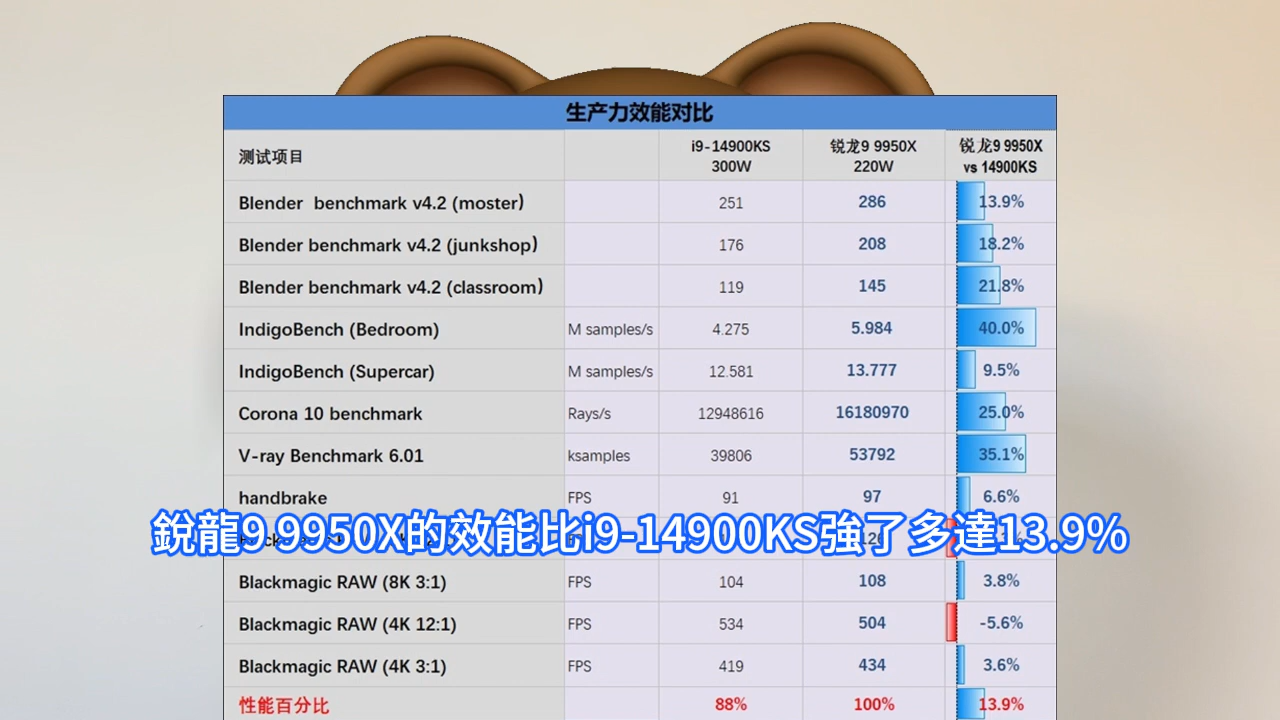 生产力效能对比
测试项目 i9-14900KS 300W 锐龙9 9950X 220W 锐龙9 9950X vs 14900KS
Blender benchmark v4.2 (moster) 251 286 13.9%
Blender benchmark v4.2 (junkshop) 176 208 18.2%
Blender benchmark v4.2 (classroom) 119 145 21.8%
IndigoBench (Bedroom) M samples/s 4.275 5.984 40.0%
IndigoBench (Supercar) M samples/s 12.581 13.777 9.5%
Corona 10 benchmark Rays/s 12948616 16180970 25.0%
V-ray Benchmark 6.01 ksamples 39806 53792 35.1%
handbrake FPS 91 97 6.6%
銳龍9 9950X的效能比i9-14900KS強了多達13.9%
Blackmagic RAW (8K 3:1) FPS 104 108 3.8%
Blackmagic RAW (4K 12:1) FPS 534 504 -5.6%
Blackmagic RAW (4K 3:1) FPS 419 434 3.6%
性能百分比 88% 100% 13.9%